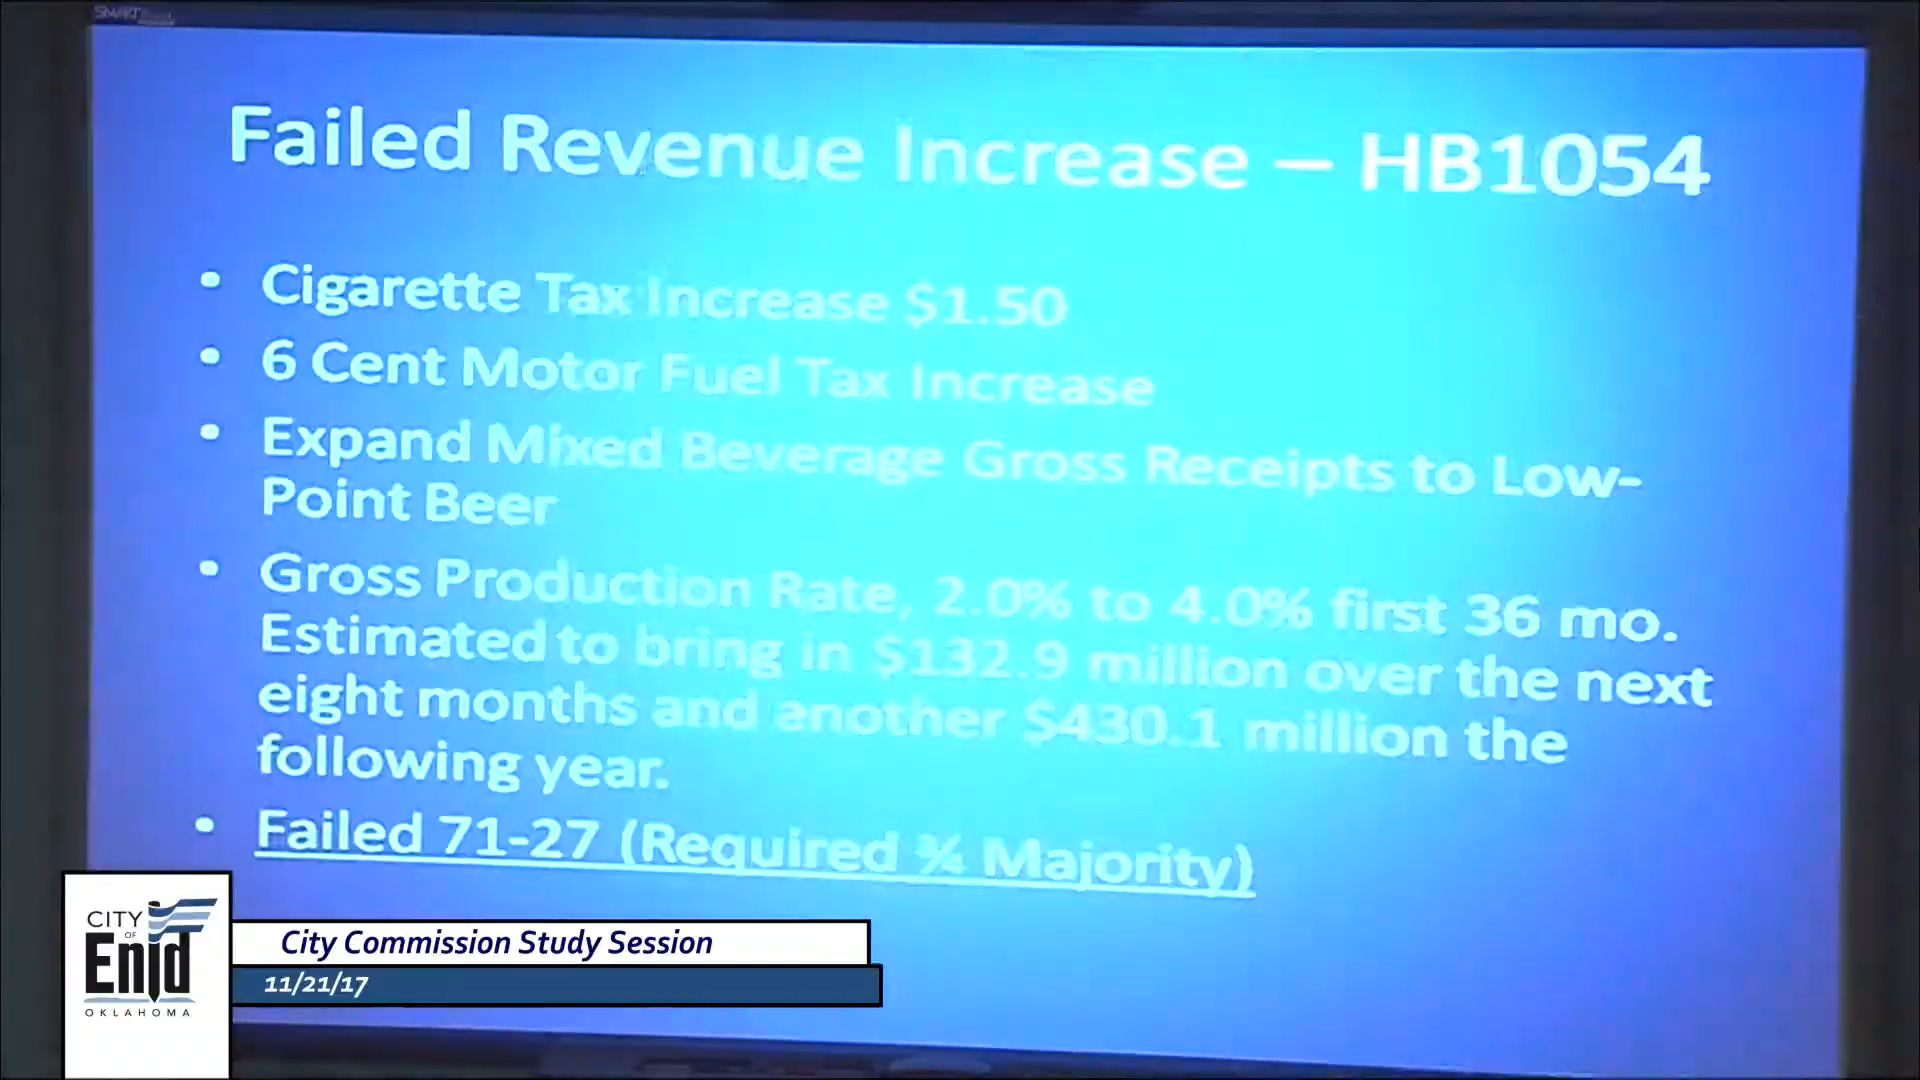 SMART
Failed Revenue Increase – HB1054
• Cigarette Tax Increase $1.50
• 6 Cent Motor Fuel Tax Increase
• Expand Mixed Beverage Gross Receipts to Low-
Point Beer
• Gross Production Rate, 2.0% to 4.0% first 36 mo.
Estimated to bring in $132.9 million over the next
eight months and another $430.1 million the
following year.
• Failed 71-27 (Required ¾ Majority)
CITY
OF
Enid
OKLAHOMA
City Commission Study Session
11/21/17